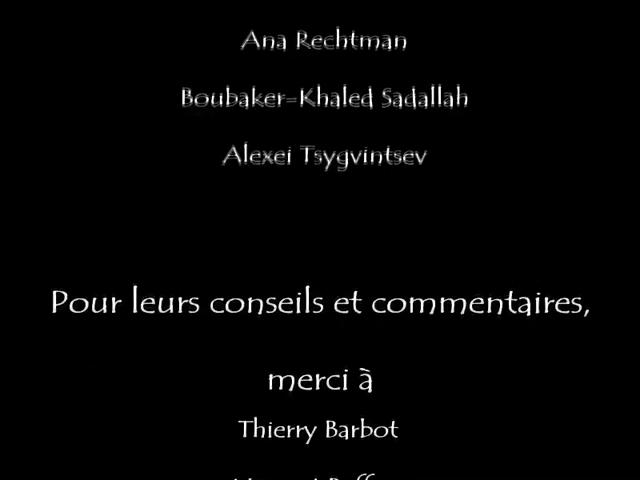 Ana Rechtman
Boubaker-Khaled Sadallah
Alexei Tsygvintsev
Pour leurs conseils et commentaires,
merci à
Thierry Barbot